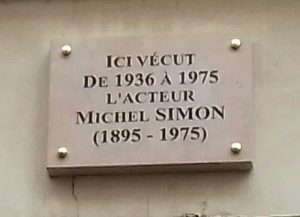 ICI VÉCUT
DE 1936 À 1975
L'ACTEUR
MICHEL SIMON
(1895 - 1975)